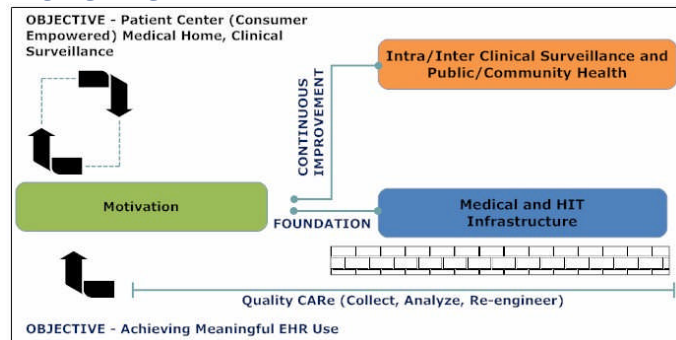 OBJECTIVE - Patient Center (Consumer
Empowered) Medical Home, Clinical
Surveillance
Intra/Inter Clinical Surveillance and
Public/Community Health
CONTINUOUS
IMPROVEMENT
Motivation
Medical and HIT
Infrastructure
FOUNDATION
Quality CARe (Collect, Analyze, Re-engineer)
OBJECTIVE - Achieving Meaningful EHR Use